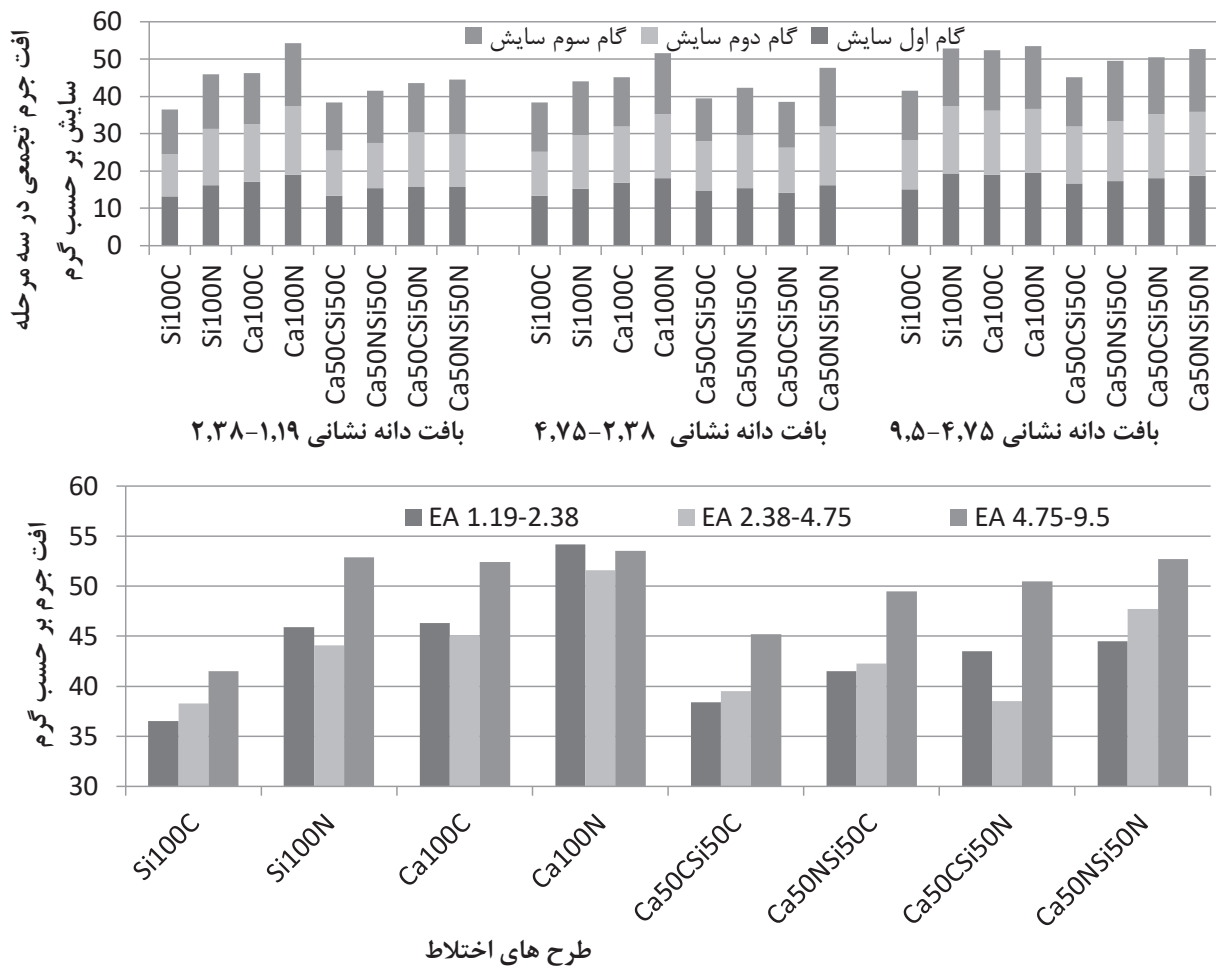 افت جرم تجمعی در سه مرحله
سایش بر حسب گرم
60
50
40
30
20
10
0
گام اول سایش گام دوم سایش گام سوم سایش
Si100C
Si100N
Ca100C
Ca100N
Ca50CSi50C
Ca50NSi50C
Ca50CSi50N
Ca50NSi50N
Si100C
Si100N
Ca100C
Ca100N
Ca50CSi50C
Ca50NSi50C
Ca50CSi50N
Ca50NSi50N
Si100C
Si100N
Ca100C
Ca100N
Ca50CSi50C
Ca50NSi50C
Ca50CSi50N
Ca50NSi50N
بافت دانه نشانی ۱,۱۹-۲,۳۸
بافت دانه نشانی ۲,۳۸-۴,۷۵
بافت دانه نشانی ۴,۷۵-۹,۵
افت جرم بر حسب گرم
60
55
50
45
40
35
30
EA 1.19-2.38 EA 2.38-4.75 EA 4.75-9.5
Si100C
Si100N
Ca100C
Ca100N
Ca50CSi50C
Ca50NSi50C
Ca50CSi50N
Ca50NSi50N
طرح های اختلاط